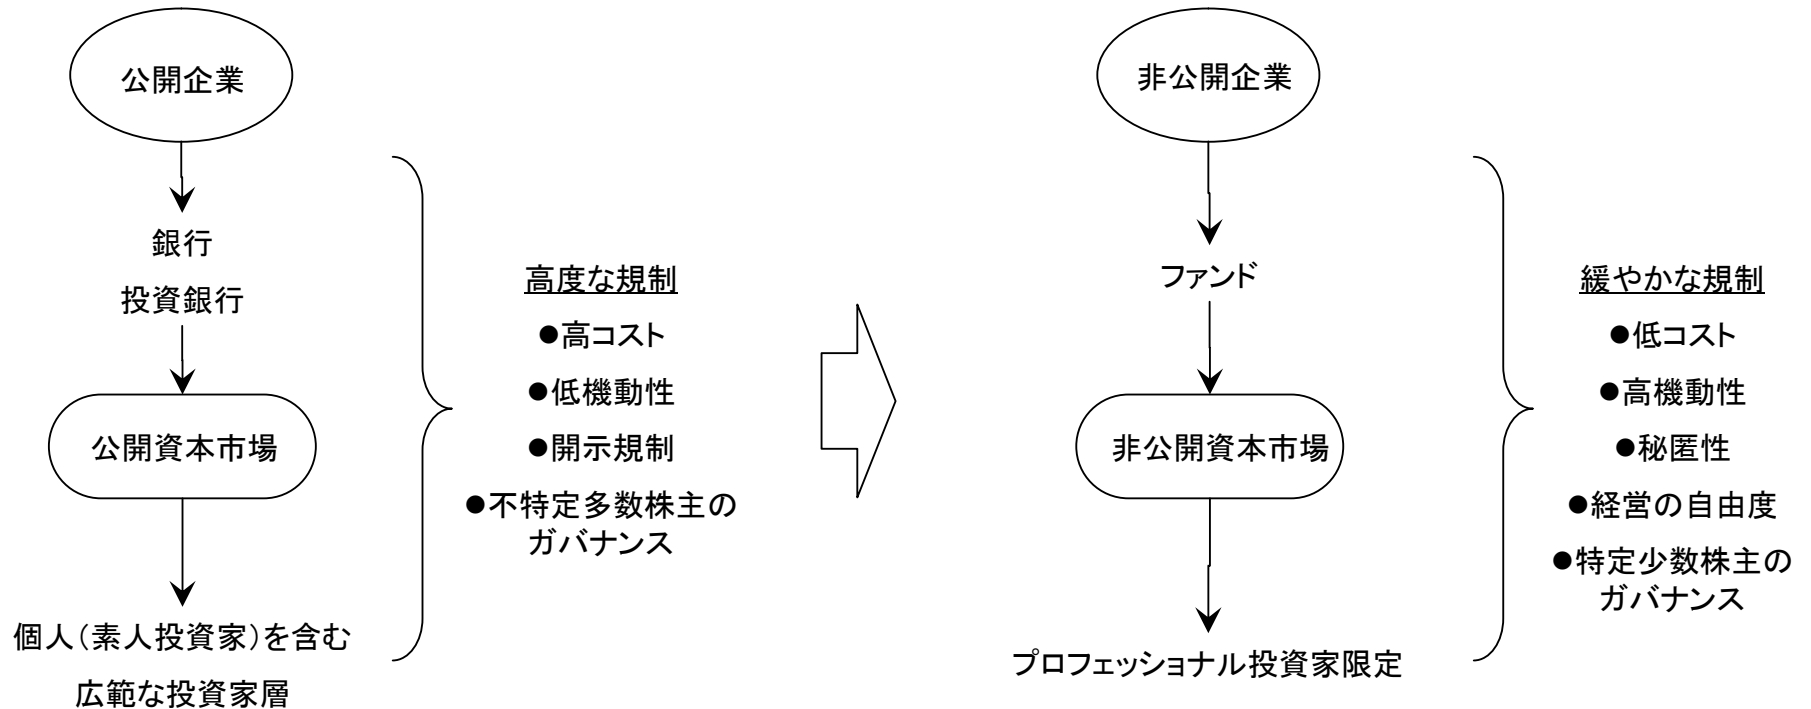 公開企業
銀行
投資銀行
公開資本市場
個人（素人投資家）を含む
広範な投資家層
高度な規制
●高コスト
●低機動性
●開示規制
●不特定多数株主の
ガバナンス
非公開企業
ファンド
非公開資本市場
プロフェッショナル投資家限定
緩やかな規制
●低コスト
●高機動性
●秘匿性
●経営の自由度
●特定少数株主の
ガバナンス